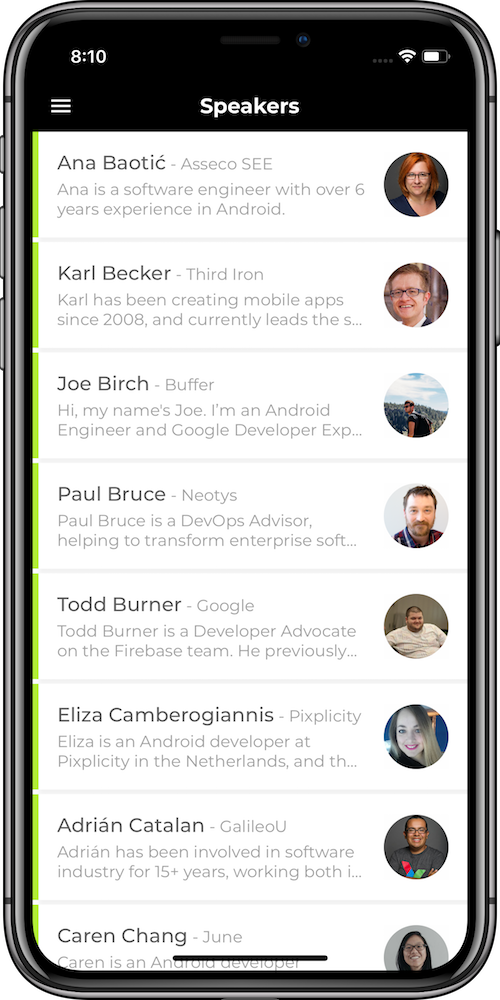 8:10
Speakers
Ana Baotić - Asseco SEE
Ana is a software engineer with over 6
years experience in Android.
Karl Becker - Third Iron
Karl has been creating mobile apps
since 2008, and currently leads the s...
Joe Birch - Buffer
Hi, my name's Joe. I’m an Android
Engineer and Google Developer Exp...
Paul Bruce - Neotys
Paul Bruce is a DevOps Advisor,
helping to transform enterprise soft...
Todd Burner - Google
Todd Burner is a Developer Advocate
on the Firebase team. He previously...
Eliza Camberogiannis - Pixplicity
Eliza is an Android developer at
Pixplicity in the Netherlands, and th...
Adrián Catalan - GalileoU
Adrián has been involved in software
industry for 15+ years, working both i...
Caren Chang - June
Caren is an Android developer